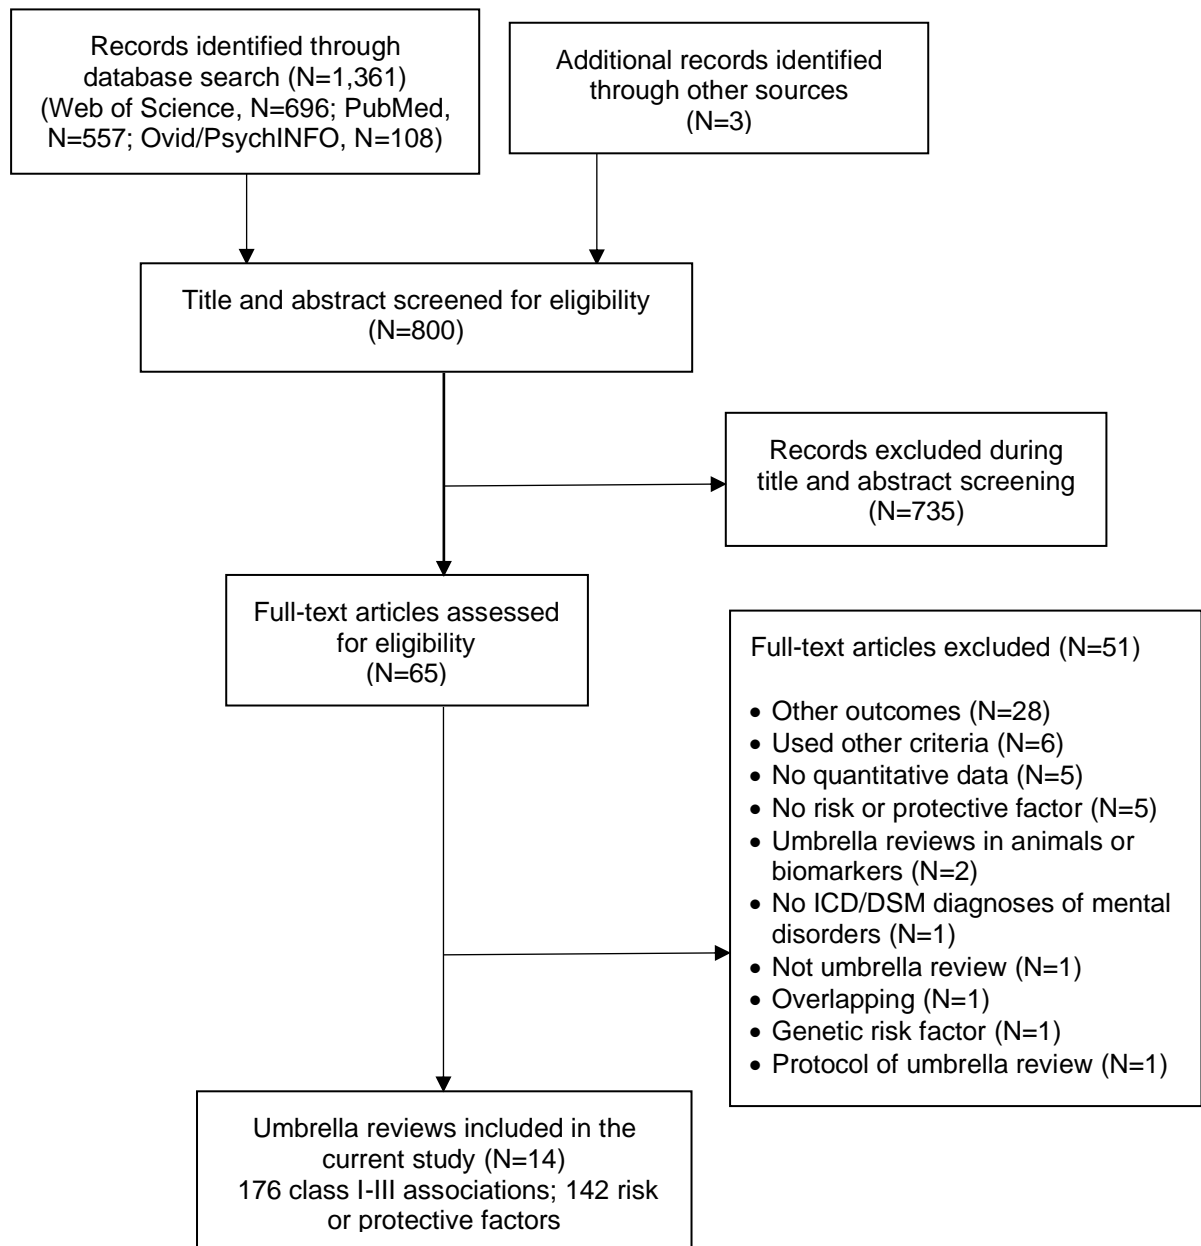 Records identified through
database search (N=1,361)
(Web of Science, N=696; PubMed,
N=557; Ovid/PsychINFO, N=108)
Additional records identified
through other sources
(N=3)
Title and abstract screened for eligibility
(N=800)
Records excluded during
title and abstract screening
(N=735)
Full-text articles assessed
for eligibility
(N=65)
Full-text articles excluded (N=51)
• Other outcomes (N=28)
• Used other criteria (N=6)
• No quantitative data (N=5)
• No risk or protective factor (N=5)
• Umbrella reviews in animals or
biomarkers (N=2)
• No ICD/DSM diagnoses of mental
disorders (N=1)
• Not umbrella review (N=1)
• Overlapping (N=1)
• Genetic risk factor (N=1)
• Protocol of umbrella review (N=1)
Umbrella reviews included in the
current study (N=14)
176 class I-III associations; 142 risk
or protective factors